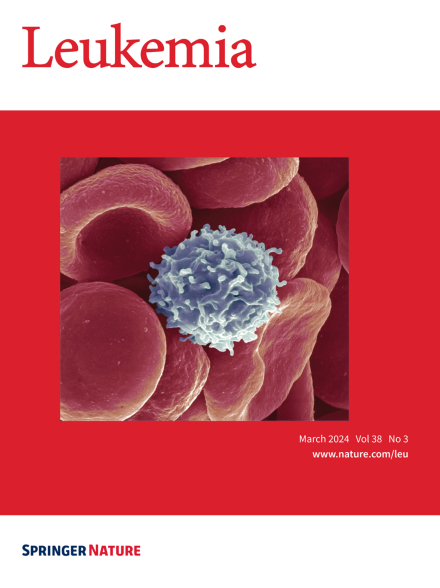 Leukemia
March 2024 Vol 38 No 3
www.nature.com/leu
SPRINGER NATURE